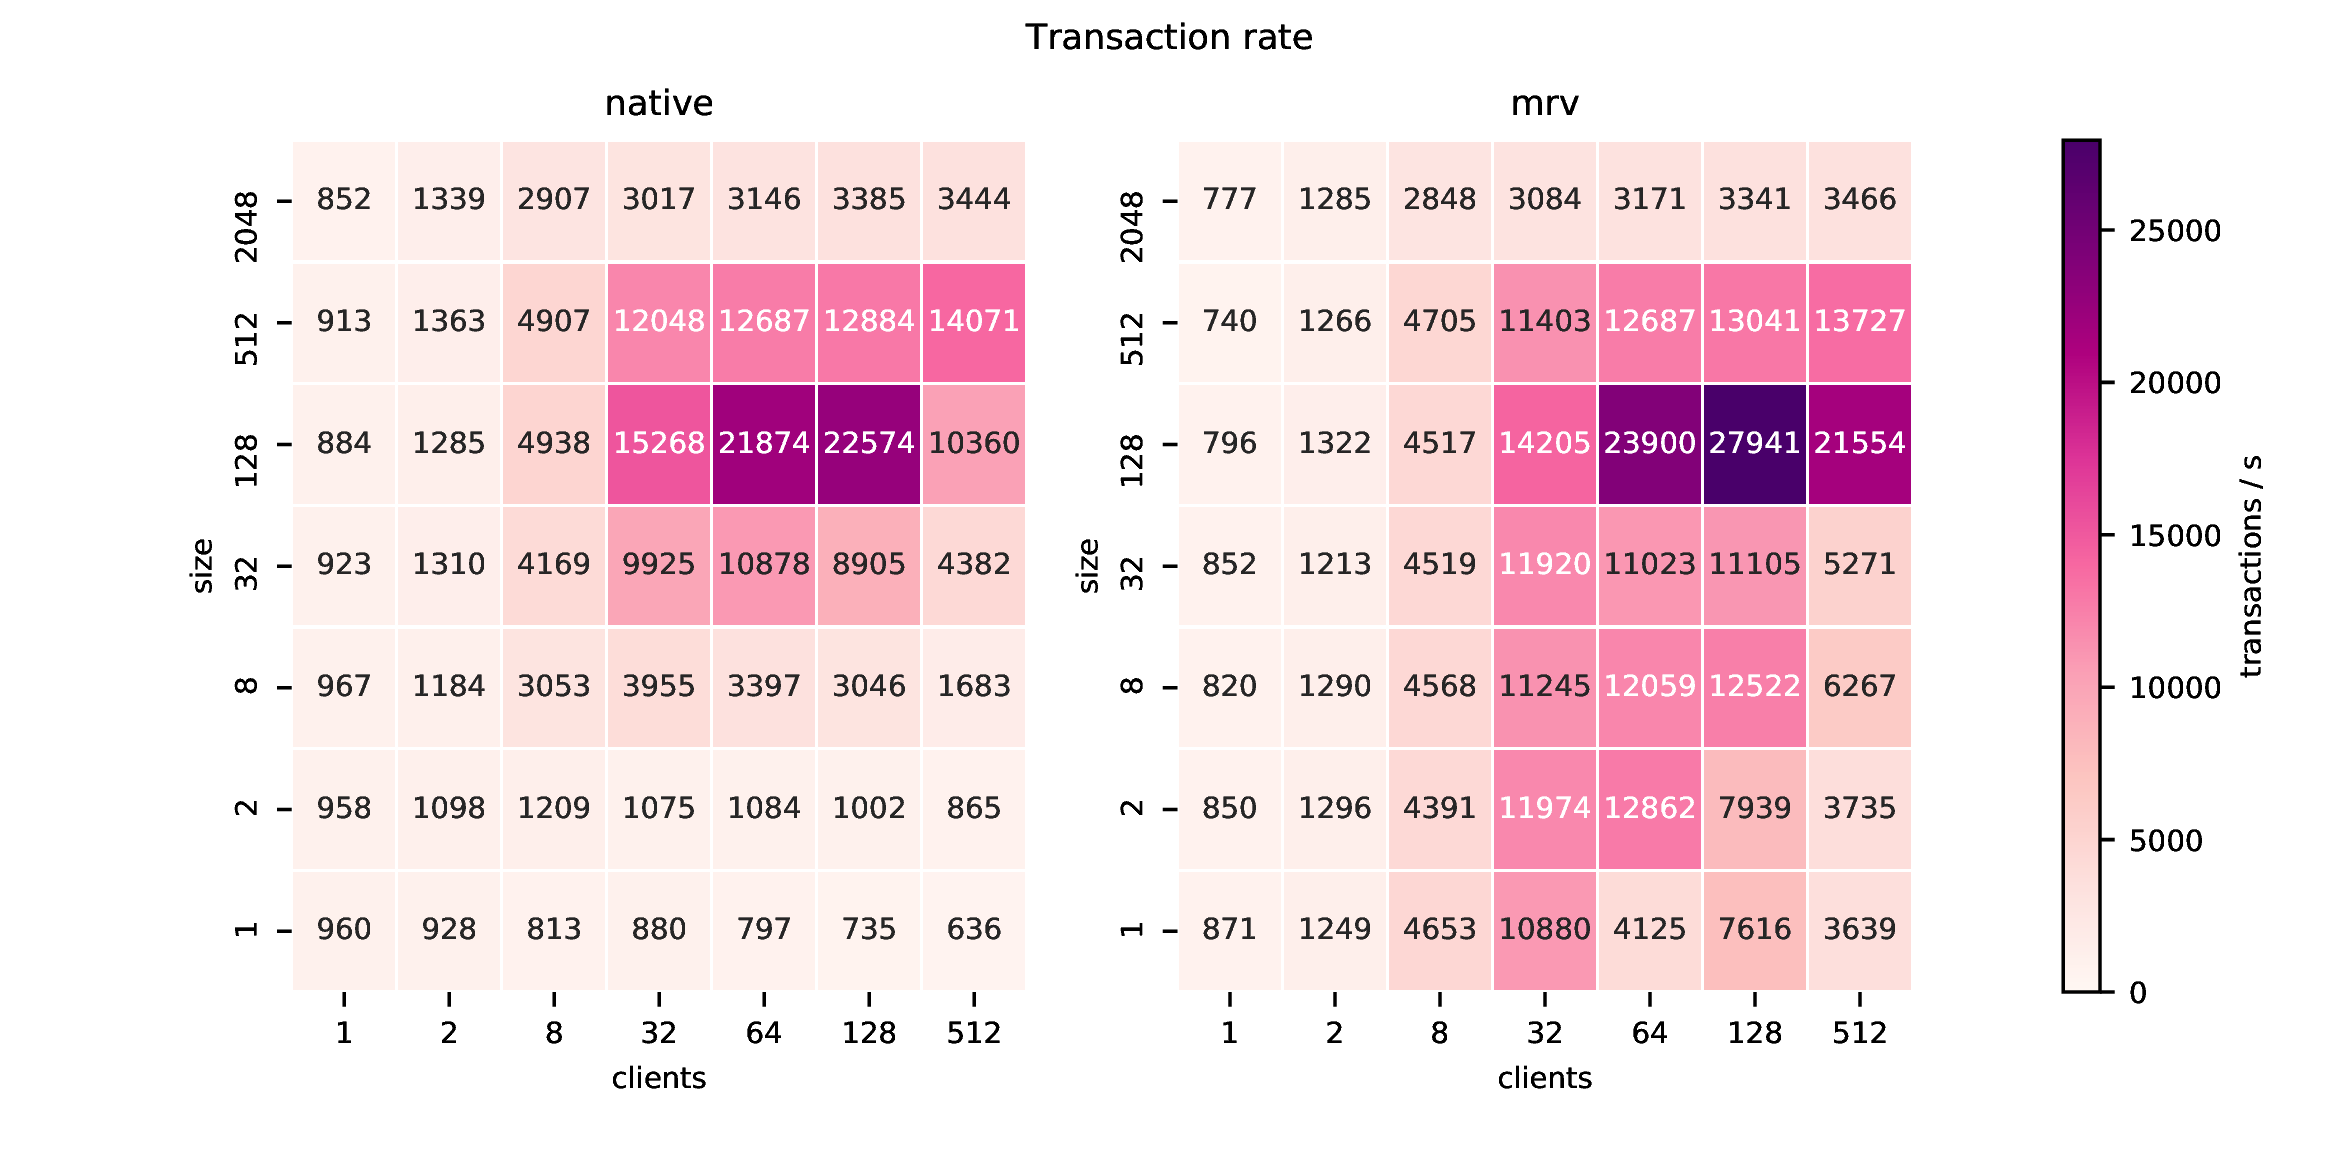 Transaction rate
native
mrv
2048 852 1339 2907 3017 3146 3385 3444
512 913 1363 4907 12048 12687 12884 14071
128 884 1285 4938 15268 21874 22574 10360
32 923 1310 4169 9925 10878 8905 4382
8 967 1184 3053 3955 3397 3046 1683
2 958 1098 1209 1075 1084 1002 865
1 960 928 813 880 797 735 636
1 2 8 32 64 128 512
size
clients
2048 777 1285 2848 3084 3171 3341 3466
512 740 1266 4705 11403 12687 13041 13727
128 796 1322 4517 14205 23900 27941 21554
32 852 1213 4519 11920 11023 11105 5271
8 820 1290 4568 11245 12059 12522 6267
2 850 1296 4391 11974 12862 7939 3735
1 871 1249 4653 10880 4125 7616 3639
1 2 8 32 64 128 512
size
clients
25000
20000
15000
10000
5000
0
transactions / s